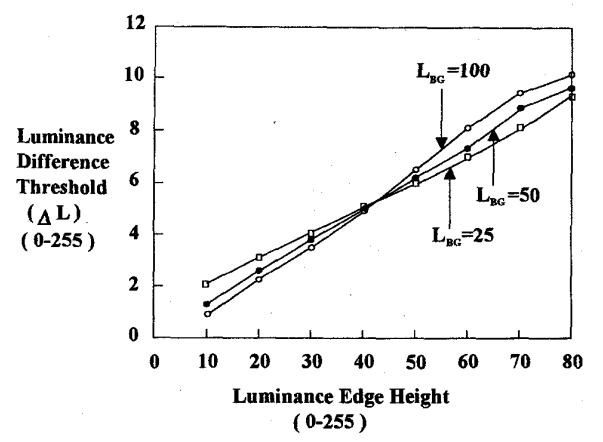 12
10
8
6
4
2
0
Luminance
Difference
Threshold
(ΔL)
(0-255)
L_BG=100
L_BG=50
L_BG=25
0 10 20 30 40 50 60 70 80
Luminance Edge Height
(0-255)